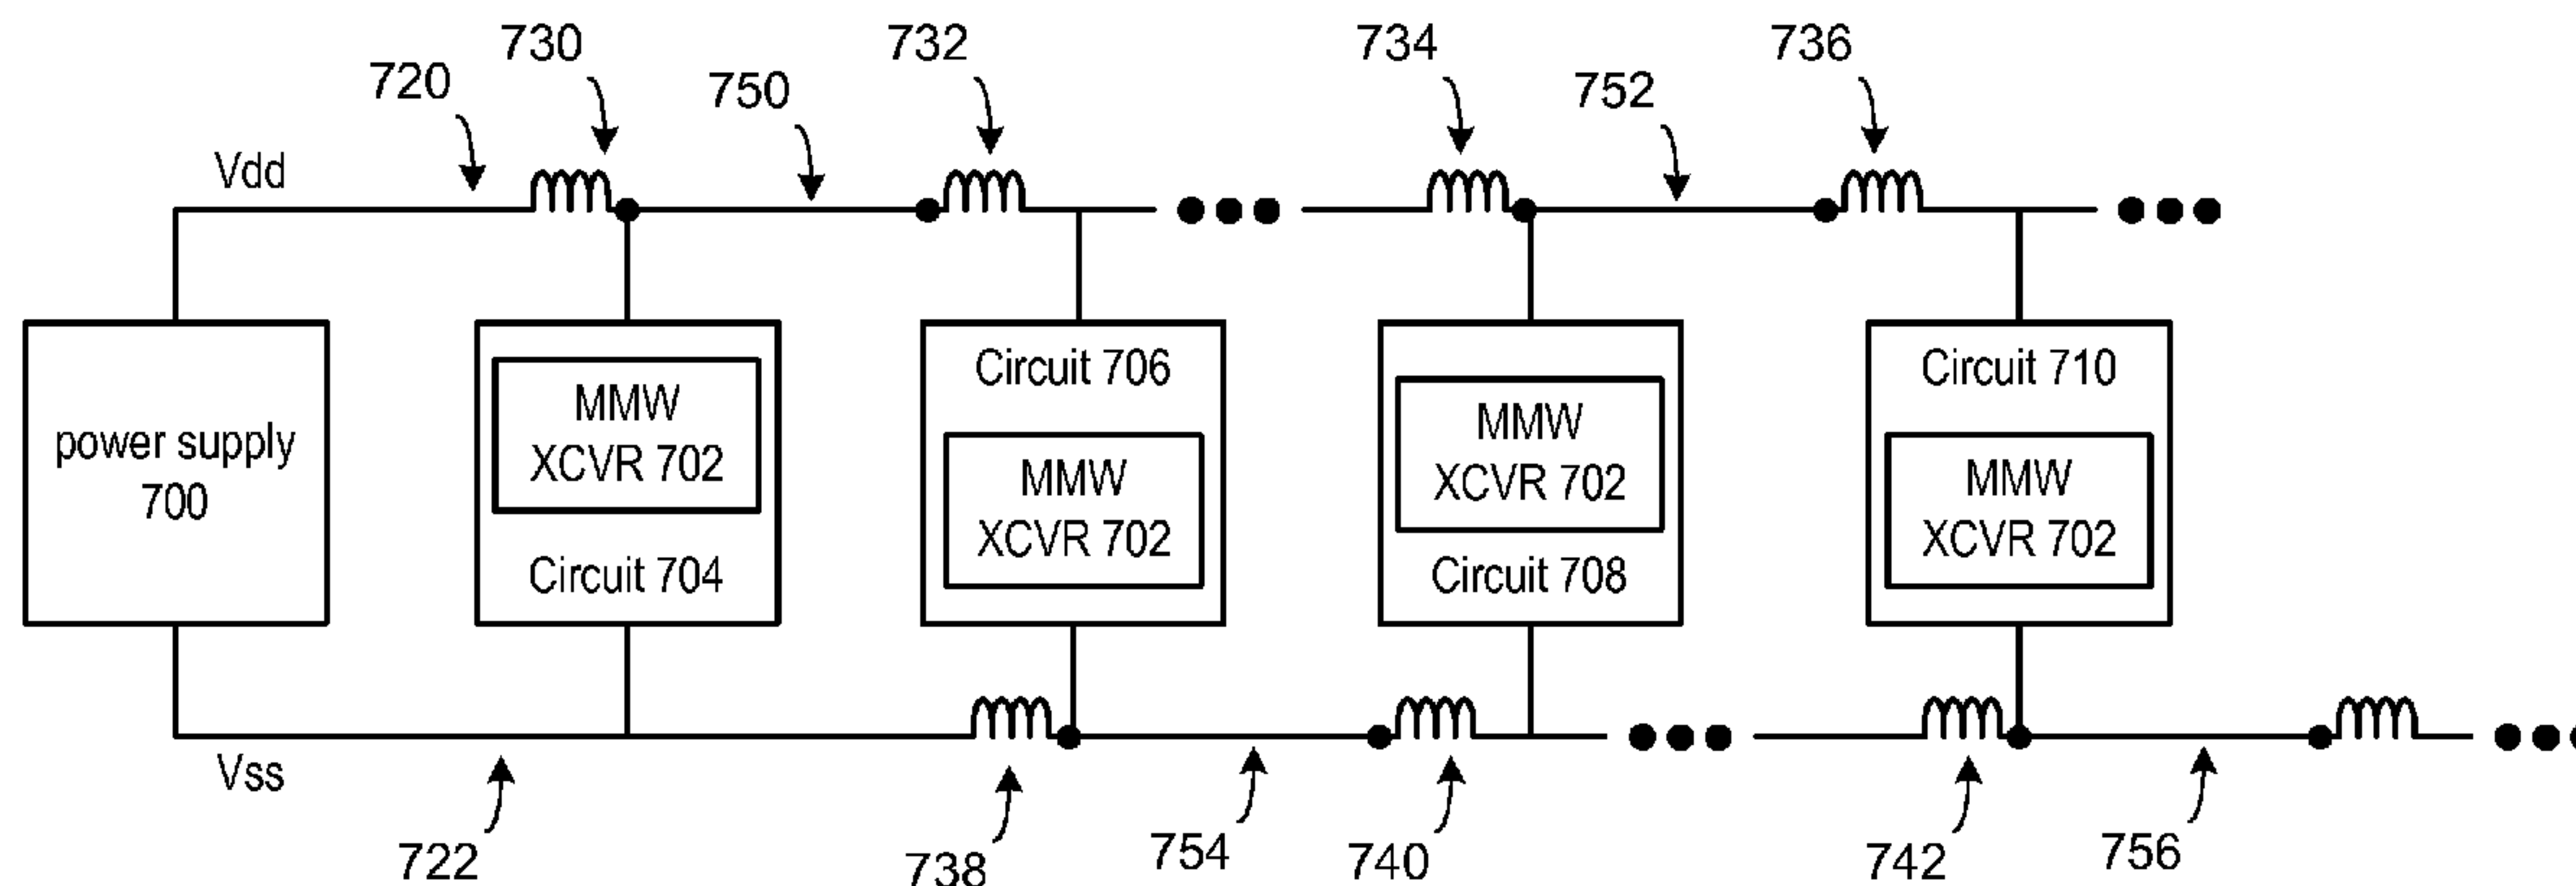 730
732
734
736
720
750
752
Vdd
power supply
700
MMW
XCVR 702
Circuit 704
Circuit 706
MMW
XCVR 702
MMW
XCVR 702
Circuit 708
Circuit 710
MMW
XCVR 702
Vss
722
738
754
740
742
756